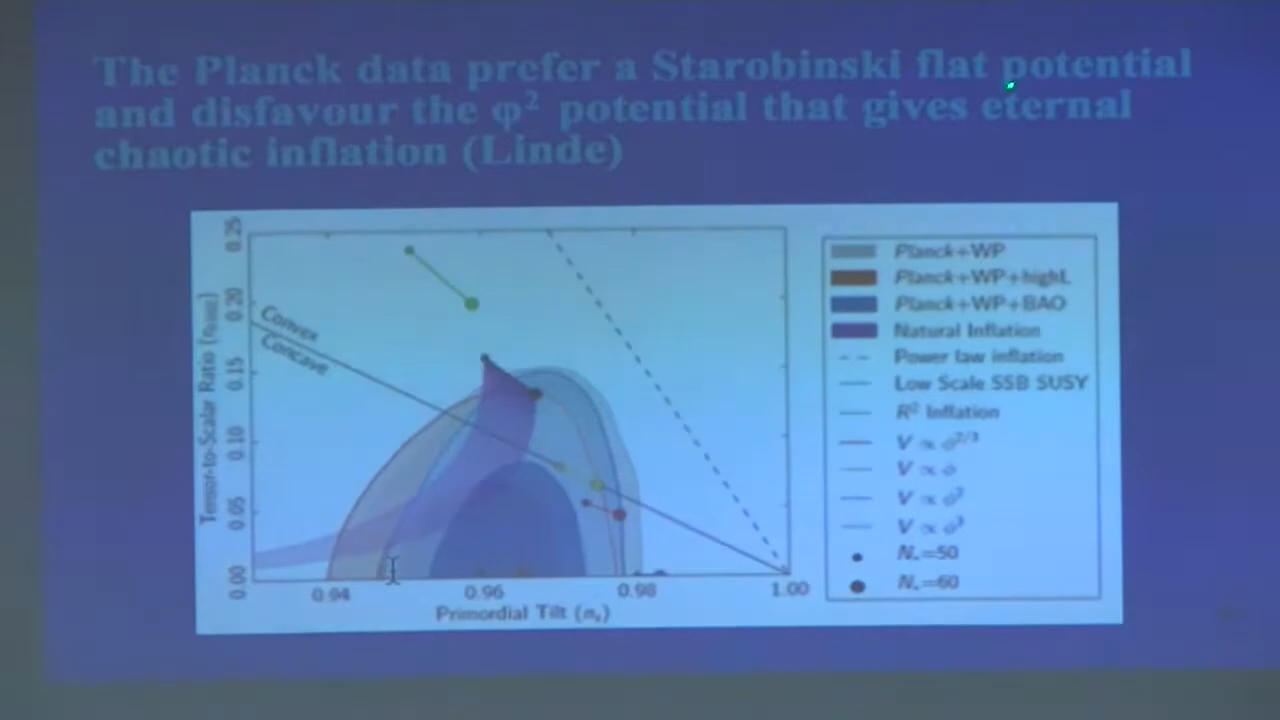 The Planck data prefer a Starobinski flat potential
and disfavour the φ² potential that gives eternal
chaotic inflation (Linde)
Tensor-to-Scalar Ratio
0.25
0.20
0.15
0.10
0.05
0.00
Convex
Concave
0.94
0.96
0.98
1.00
Primordial Tilt (nₛ)
Planck+WP
Planck+WP+highL
Planck+WP+BAO
Natural Inflation
Power law inflation
Low Scale SSB SUSY
R² Inflation
V ∝ ϕ^{2/3}
V ∝ ϕ
V ∝ ϕ²
V ∝ ϕ³
N∗=50
N∗=60